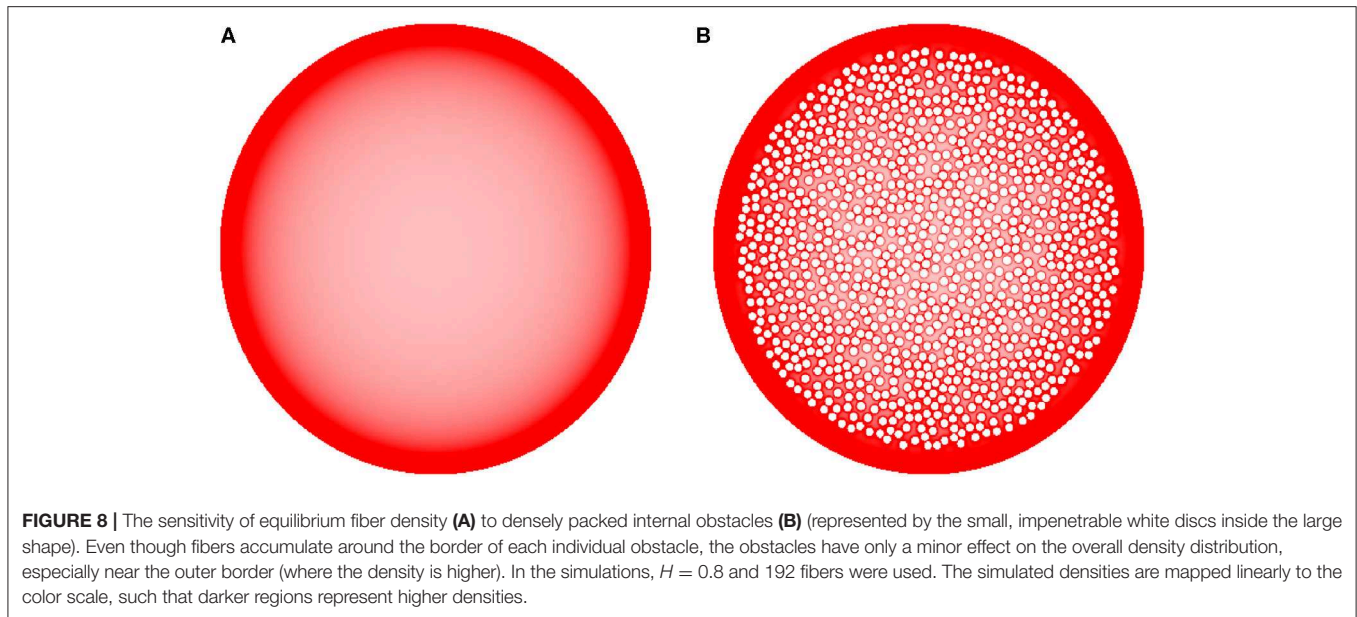 A
B
FIGURE 8 | The sensitivity of equilibrium fiber density (A) to densely packed internal obstacles (B) (represented by the small, impenetrable white discs inside the large
shape). Even though fibers accumulate around the border of each individual obstacle, the obstacles have only a minor effect on the overall density distribution,
especially near the outer border (where the density is higher). In the simulations, H = 0.8 and 192 fibers were used. The simulated densities are mapped linearly to the
color scale, such that darker regions represent higher densities.